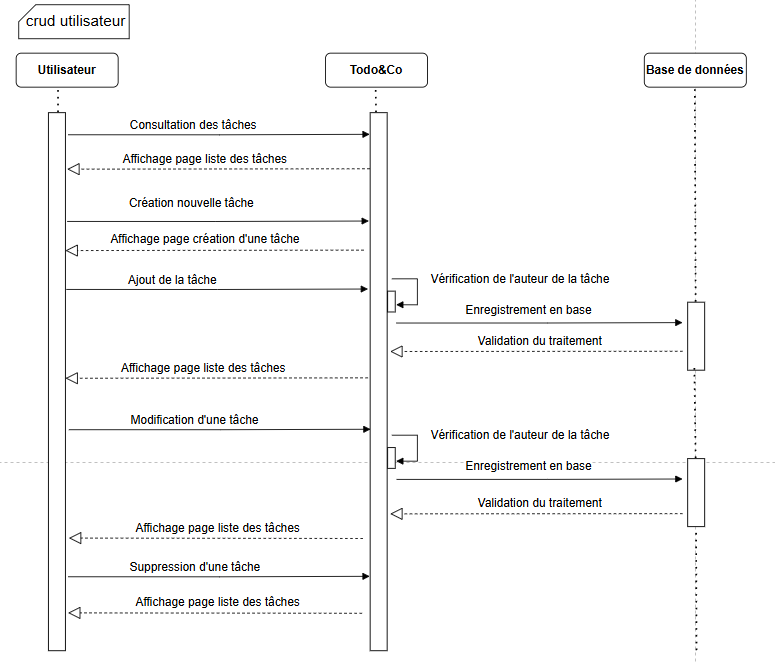 crud utilisateur
Utilisateur
Todo&Co
Base de données
Consultation des tâches
Affichage page liste des tâches
Création nouvelle tâche
Affichage page création d'une tâche
Ajout de la tâche
Vérification de l'auteur de la tâche
Enregistrement en base
Validation du traitement
Affichage page liste des tâches
Modification d'une tâche
Vérification de l'auteur de la tâche
Enregistrement en base
Validation du traitement
Affichage page liste des tâches
Suppression d'une tâche
Affichage page liste des tâches